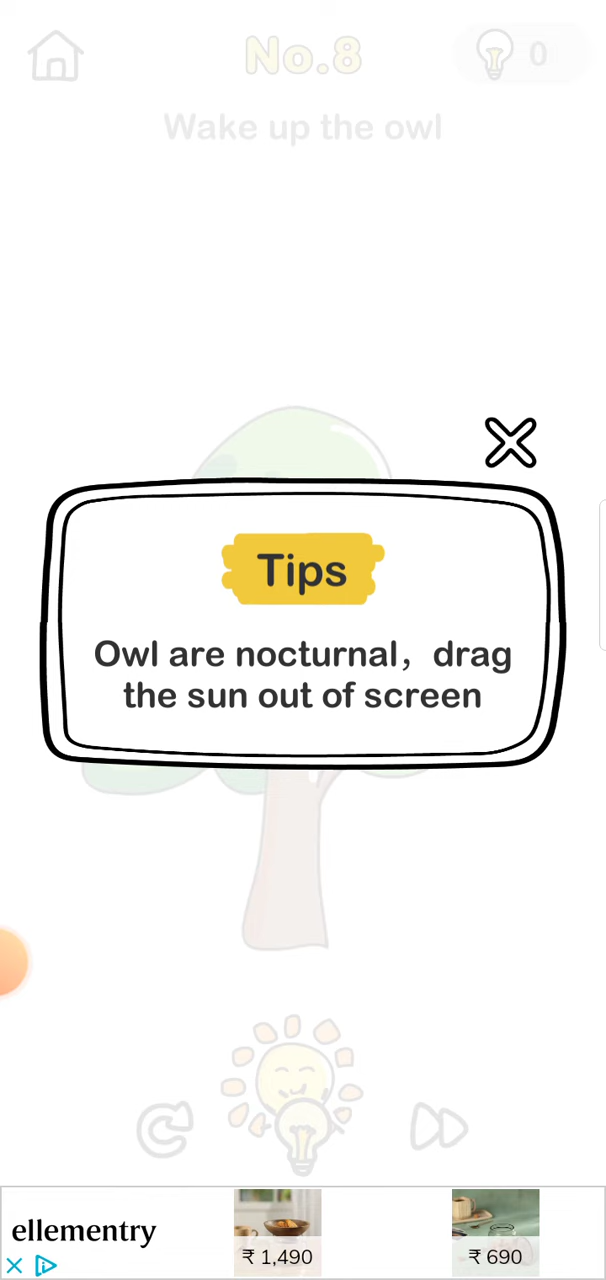 No.8
0
Wake up the owl
Tips
Owl are nocturnal，drag
the sun out of screen
ellementry
₹ 1,490
₹ 690